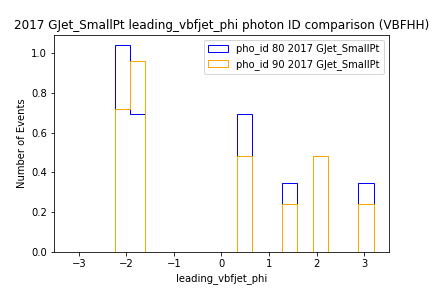 2017 GJet_SmallPt leading_vbfjet_phi photon ID comparison (VBFHH)
pho_id 80 2017 GJet_SmallPt
pho_id 90 2017 GJet_SmallPt
Number of Events
1.0
0.8
0.6
0.4
0.2
0.0
−3 −2 −1 0 1 2 3
leading_vbfjet_phi